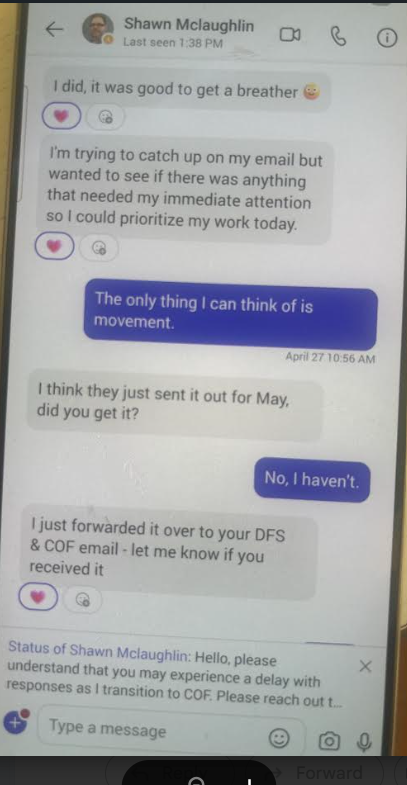 Shawn Mclaughlin
Last seen 1:38 PM
I did, it was good to get a breather
I'm trying to catch up on my email but
wanted to see if there was anything
that needed my immediate attention
so I could prioritize my work today.
The only thing I can think of is
movement.
April 27 10:56 AM
I think they just sent it out for May,
did you get it?
No, I haven't.
I just forwarded it over to your DFS
& COF email - let me know if you
received it
Status of Shawn Mclaughlin: Hello, please
understand that you may experience a delay with
responses as I transition to COF. Please reach out t...
Type a message
Forward